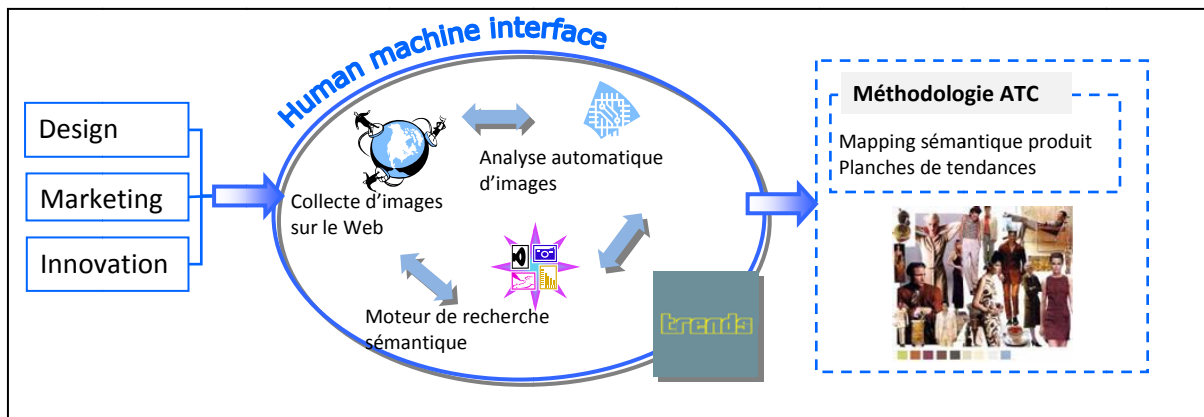 Human machine interface
Design
Marketing
Innovation
Collecte d’images
sur le Web
Analyse automatique
d’images
Moteur de recherche
sémantique
trends
Méthodologie ATC
Mapping sémantique produit
Planches de tendances